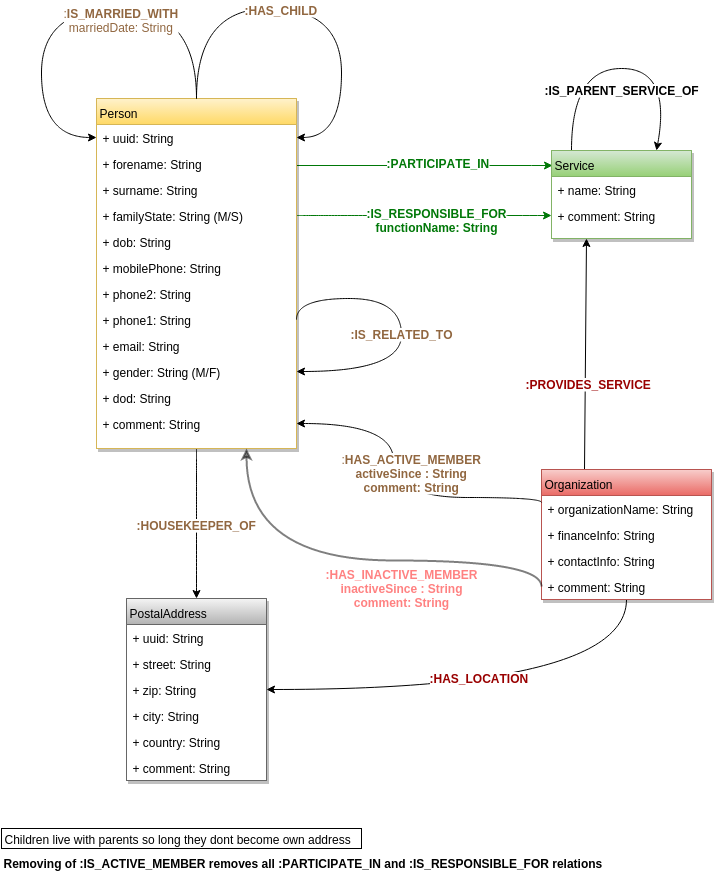 :IS_MARRIED_WITH
marriedDate: String
:HAS_CHILD
:IS_PARENT_SERVICE_OF
Person
+ uuid: String
+ forename: String
+ surname: String
+ familyState: String (M/S)
+ dob: String
+ mobilePhone: String
+ phone2: String
+ phone1: String
+ email: String
+ gender: String (M/F)
+ dod: String
+ comment: String
:PARTICIPATE_IN
:IS_RESPONSIBLE_FOR
functionName: String
Service
+ name: String
+ comment: String
:IS_RELATED_TO
:PROVIDES_SERVICE
:HAS_ACTIVE_MEMBER
activeSince : String
comment: String
Organization
+ organizationName: String
+ financeInfo: String
+ contactInfo: String
+ comment: String
:HOUSEKEEPER_OF
:HAS_INACTIVE_MEMBER
inactiveSince : String
comment: String
PostalAddress
+ uuid: String
+ street: String
+ zip: String
+ city: String
+ country: String
+ comment: String
:HAS_LOCATION
Children live with parents so long they dont become own address
Removing of :IS_ACTIVE_MEMBER removes all :PARTICIPATE_IN and :IS_RESPONSIBLE_FOR relations